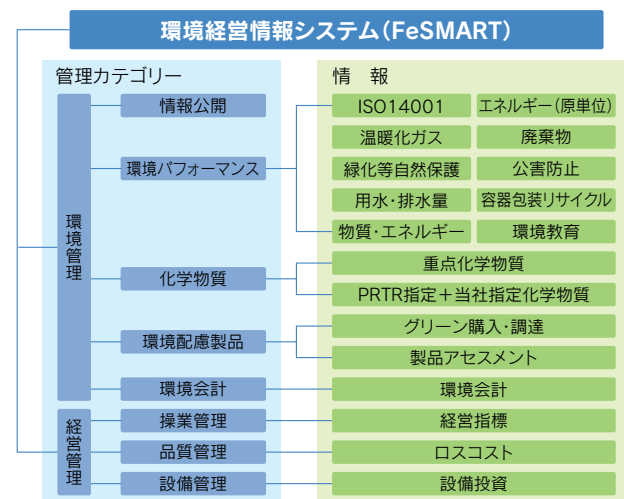 環境経営情報システム(FeSMART)
管理カテゴリー
情　報
環境管理
情報公開
環境パフォーマンス
ISO14001
エネルギー(原単位)
温暖化ガス
廃棄物
緑化等自然保護
公害防止
用水・排水量
容器包装リサイクル
物質・エネルギー
環境教育
化学物質
重点化学物質
PRTR指定+当社指定化学物質
環境配慮製品
グリーン購入・調達
製品アセスメント
環境会計
環境会計
経営管理
操業管理
経営指標
品質管理
ロスコスト
設備管理
設備投資